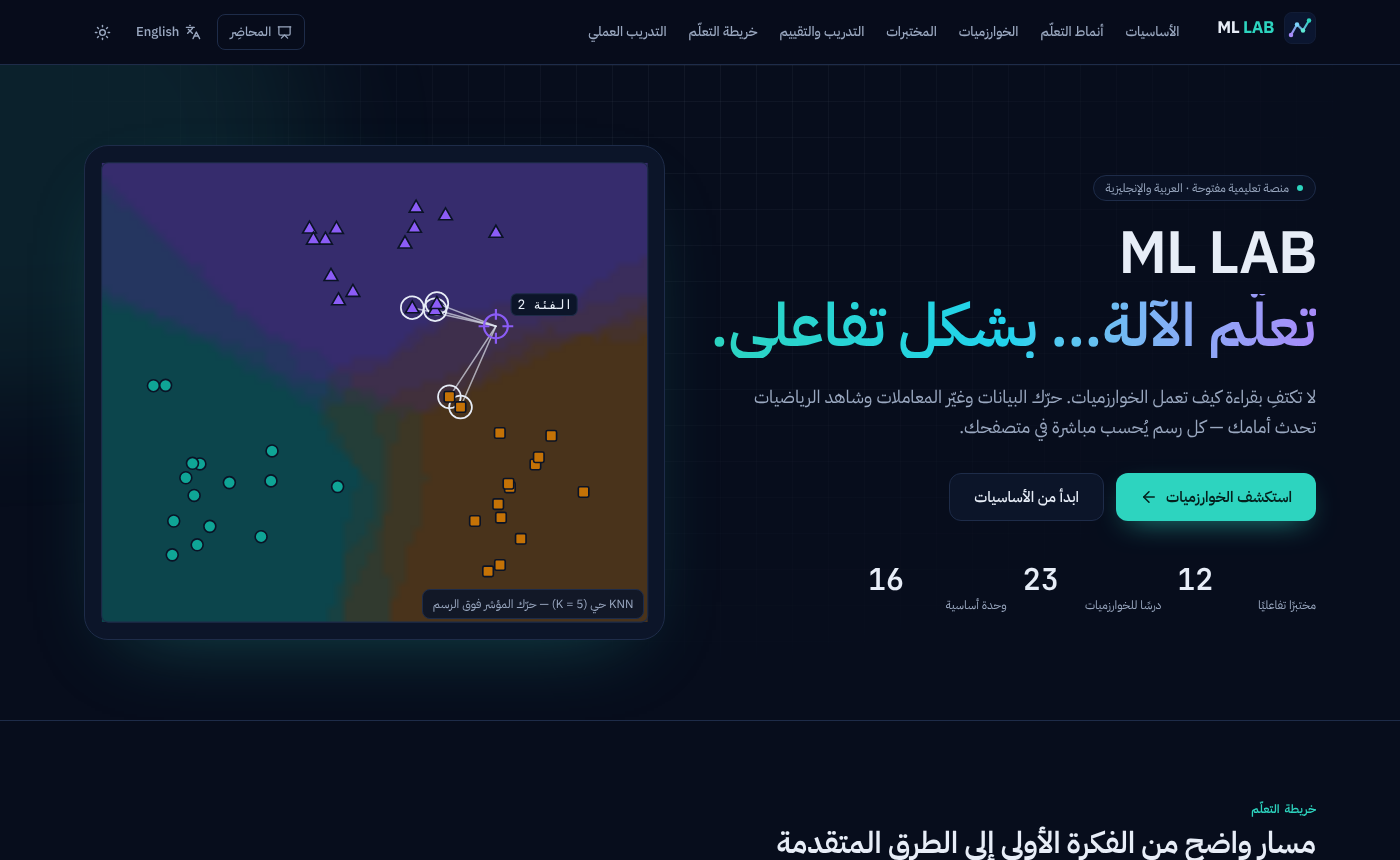 ML LAB
الأساسيات
أنماط التعلّم
الخوارزميات
المختبرات
التدريب والتقييم
خريطة التعلّم
التدريب العملي
المحاضِر
English
منصة تعليمية مفتوحة · العربية والإنجليزية
ML LAB
تعلّم الآلة... بشكل تفاعلي.
لا تكتفِ بقراءة كيف تعمل الخوارزميات. حرّك البيانات وغيّر المعاملات وشاهد الرياضيات
تحدث أمامك — كل رسم يُحسب مباشرة في متصفحك.
استكشف الخوارزميات
ابدأ من الأساسيات
12
مختبرًا تفاعليًا
23
درسًا للخوارزميات
16
وحدة أساسية
الفئة 2
KNN حي (K = 5) — حرّك المؤشر فوق الرسم
خريطة التعلّم
مسار واضح من الفكرة الأولى إلى الطرق المتقدمة